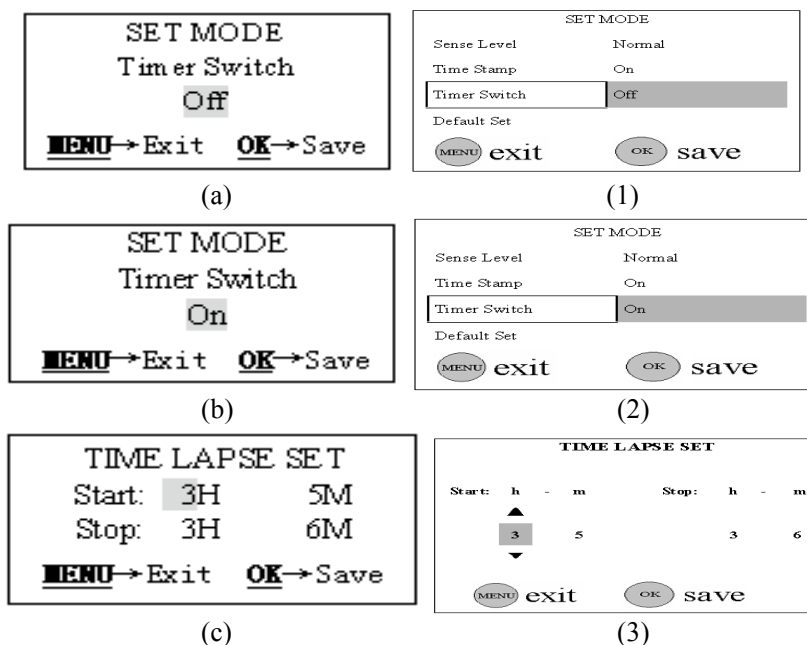 SET MODE
Timer Switch
Off
MENU→Exit OK→Save
(a)
SET MODE
Sense Level Normal
Time Stamp On
Timer Switch Off
Default Set
MENU exit OK save
(1)
SET MODE
Timer Switch
On
MENU→Exit OK→Save
(b)
SET MODE
Sense Level Normal
Time Stamp On
Timer Switch On
Default Set
MENU exit OK save
(2)
TIME LAPSE SET
Start: 3H 5M
Stop: 3H 6M
MENU→Exit OK→Save
(c)
TIME LAPSE SET
Start: h - m Stop: h - m
3 5 3 6
MENU exit OK save
(3)